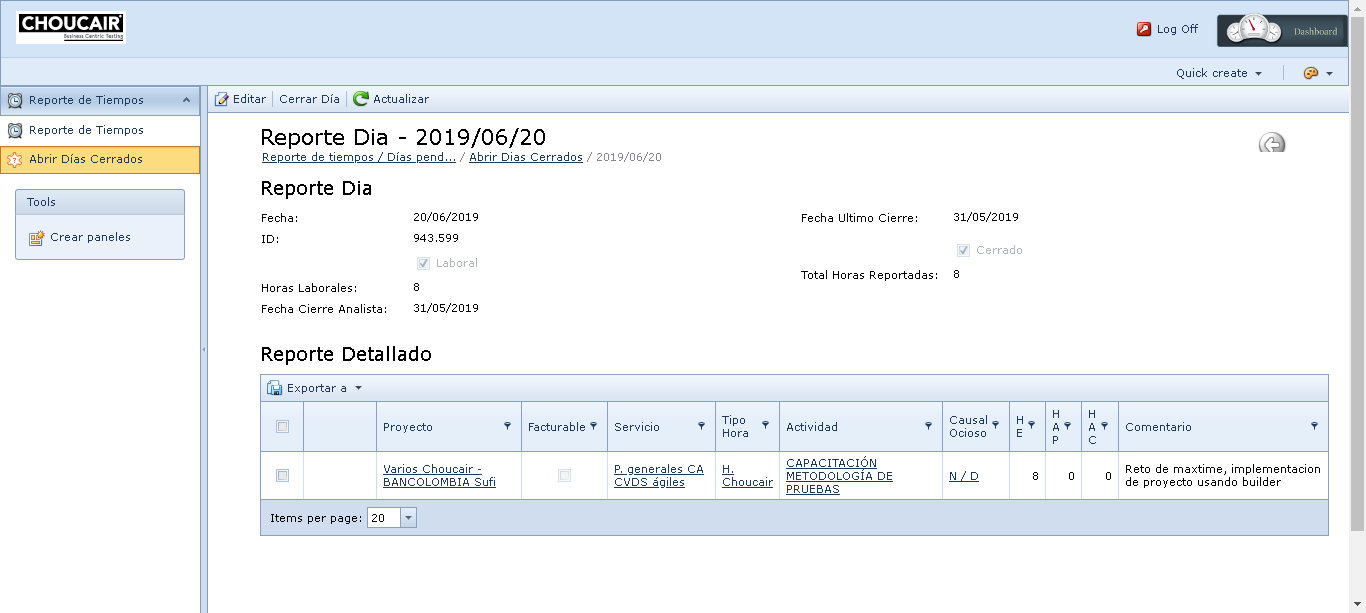 CHOUCAIR
Business Centric Testing
Log Off
Dashboard
Quick create
Reporte de Tiempos
Reporte de Tiempos
Abrir Días Cerrados
Tools
Crear paneles
Editar
Cerrar Día
Actualizar
Reporte Dia - 2019/06/20
Reporte de tiempos / Días pend... / Abrir Dias Cerrados / 2019/06/20
Reporte Dia
Fecha: 20/06/2019
Fecha Ultimo Cierre: 31/05/2019
ID: 943.599
Cerrado
Laboral
Total Horas Reportadas: 8
Horas Laborales: 8
Fecha Cierre Analista: 31/05/2019
Reporte Detallado
Exportar a
Proyecto
Facturable
Servicio
Tipo
Hora
Actividad
Causal
Ocioso
H
E
H
A
P
H
A
C
Comentario
Varios Choucair -
BANCOLOMBIA Sufi
P. generales CA
CVDS ágiles
H.
Choucair
CAPACITACIÓN
METODOLOGÍA DE
PRUEBAS
N / D
8
0
0
Reto de maxtime, implementacion
de proyecto usando builder
Items per page: 20